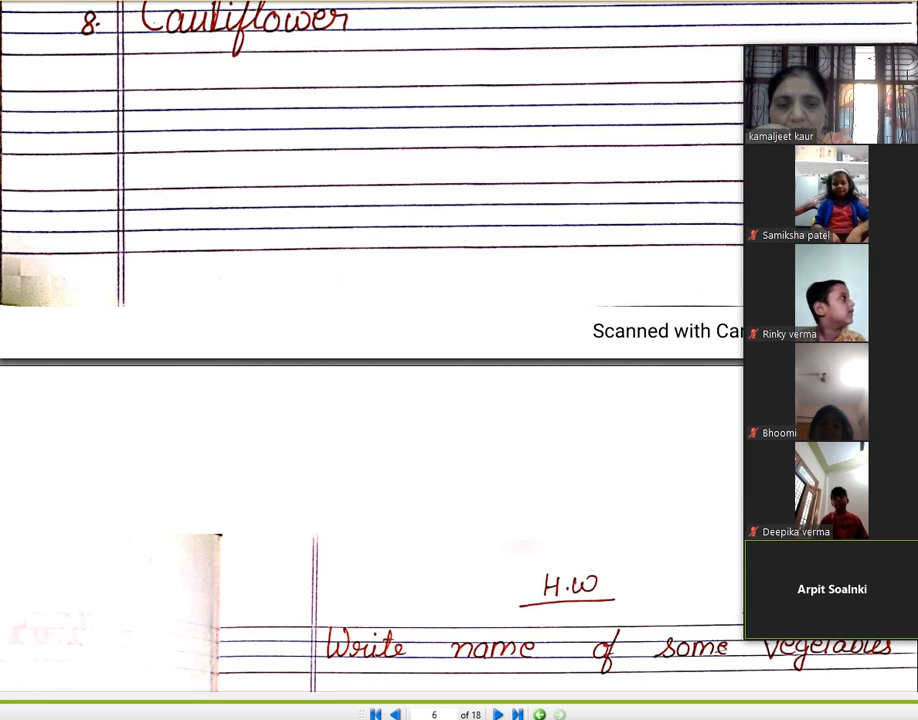 8. Cauliflower
kamaljeet kaur
Samiksha patel
Rinky verma
Scanned with
Bhoomi
Deepika verma
Arpit Soalnki
H.W
Write name of some vegetables
6 of 18